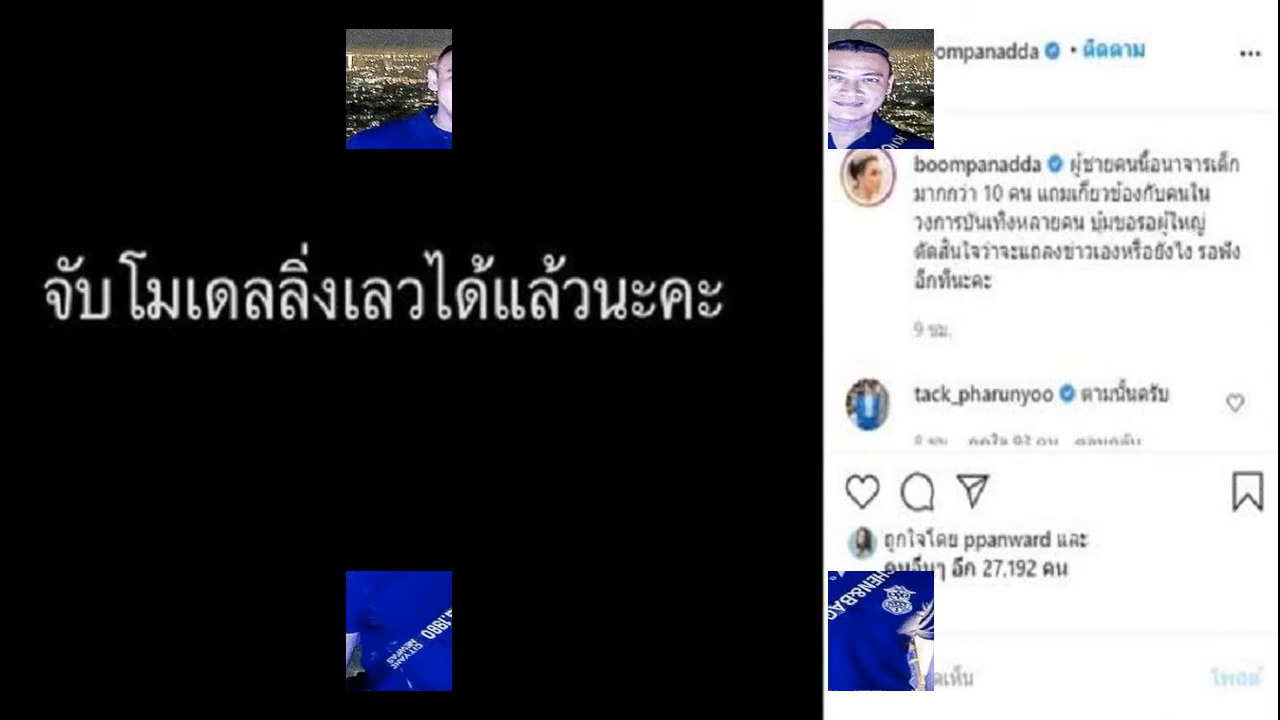 จับโมเดลลิ่งเลวได้แล้วนะคะ
ompanadda • ติดตาม
boompanadda ผู้ชายคนนี้อนาจารเด็ก
มากกว่า 10 คน แถมเกี่ยวข้องกับคนใน
วงการบันเทิงหลายคน บุ๋มขอรอผู้ใหญ่
ตัดสินใจว่าจะแถลงข่าวเองหรือยังไง รอฟัง
อีกทีนะคะ
9 ชม.
tack_pharunyoo ตามนั้นครับ
ถูกใจโดย ppanward และ
คนอื่นๆ อีก 27,192 คน
โพสต์
HEN&BAC
.1980